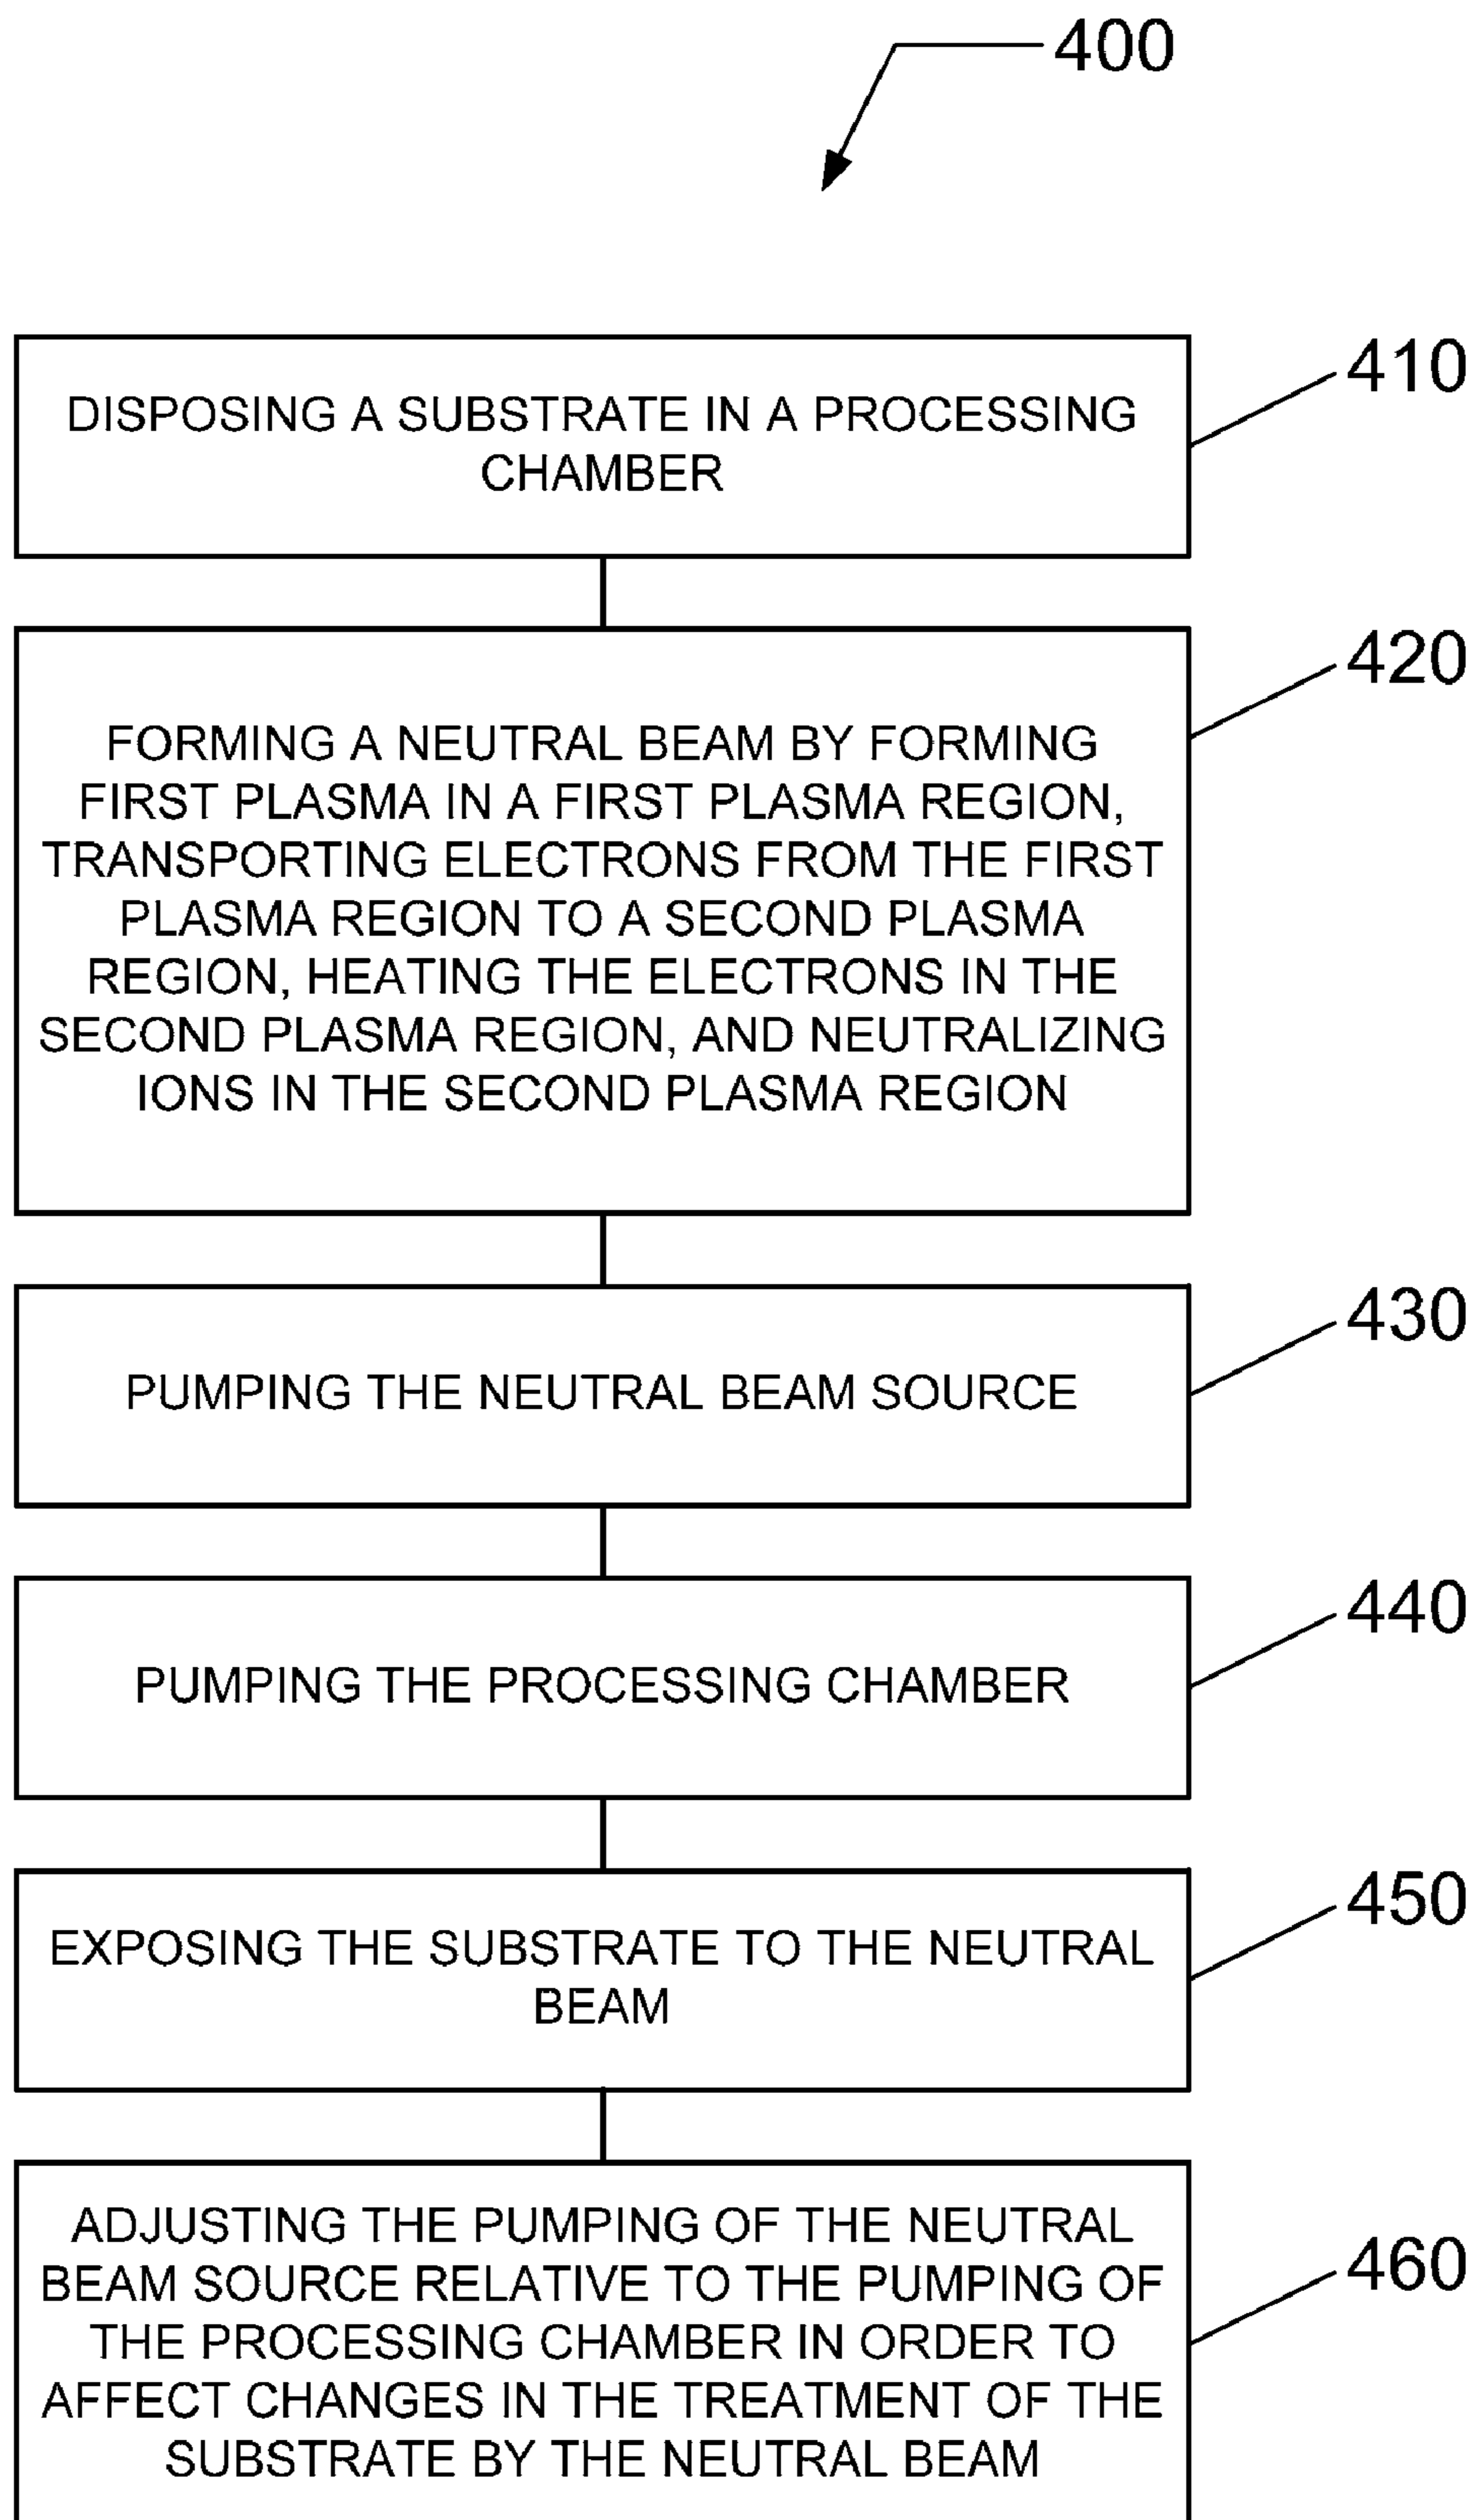 400
DISPOSING A SUBSTRATE IN A PROCESSING
CHAMBER
410
FORMING A NEUTRAL BEAM BY FORMING
FIRST PLASMA IN A FIRST PLASMA REGION,
TRANSPORTING ELECTRONS FROM THE FIRST
PLASMA REGION TO A SECOND PLASMA
REGION, HEATING THE ELECTRONS IN THE
SECOND PLASMA REGION, AND NEUTRALIZING
IONS IN THE SECOND PLASMA REGION
420
PUMPING THE NEUTRAL BEAM SOURCE
430
PUMPING THE PROCESSING CHAMBER
440
EXPOSING THE SUBSTRATE TO THE NEUTRAL
BEAM
450
ADJUSTING THE PUMPING OF THE NEUTRAL
BEAM SOURCE RELATIVE TO THE PUMPING OF
THE PROCESSING CHAMBER IN ORDER TO
AFFECT CHANGES IN THE TREATMENT OF THE
SUBSTRATE BY THE NEUTRAL BEAM
460